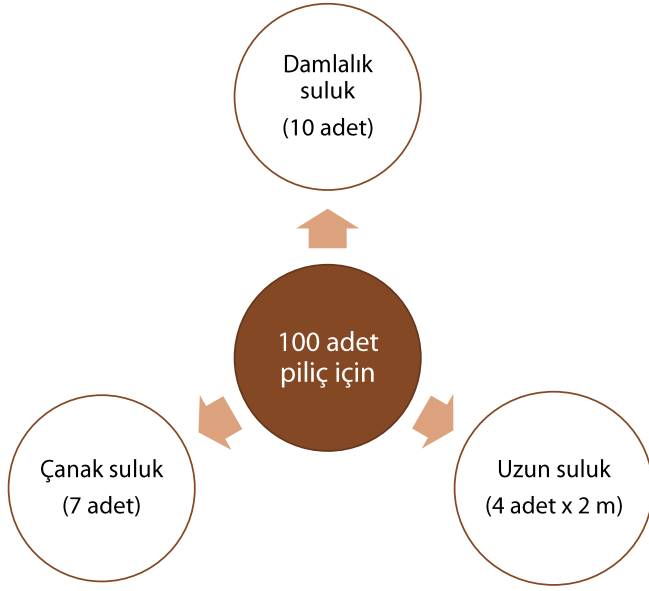 Damlalık
suluk
(10 adet)
100 adet
piliç için
Çanak suluk
(7 adet)
Uzun suluk
(4 adet x 2 m)